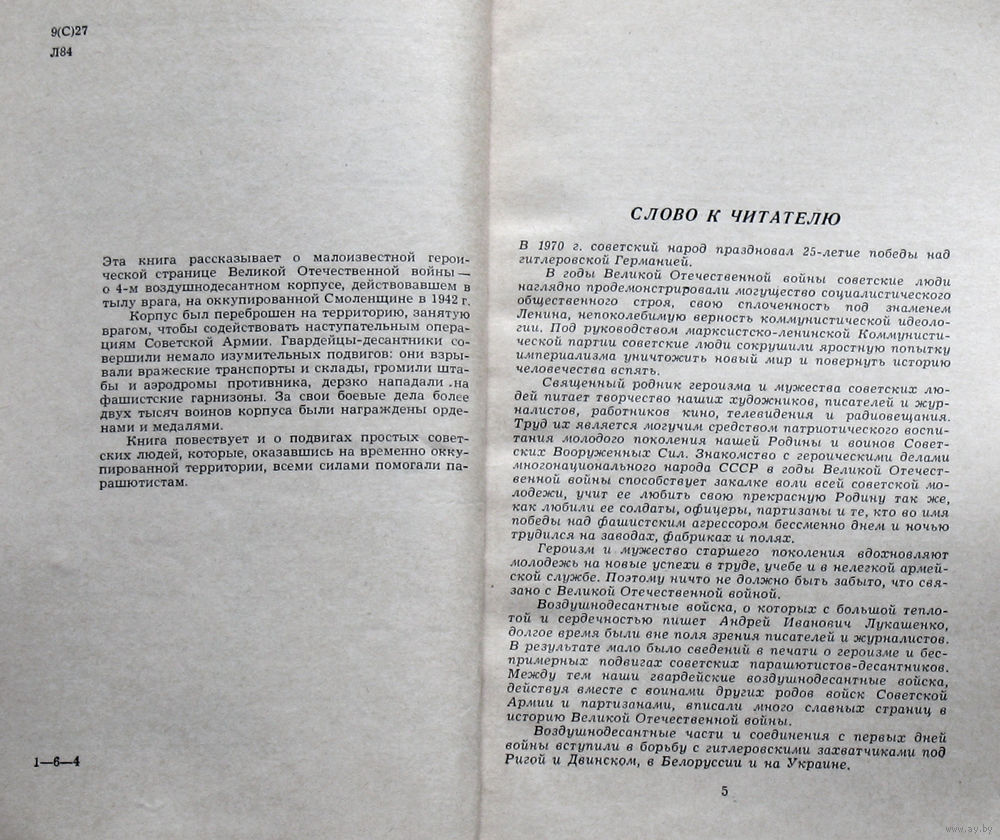 9(С)27
Л84
Эта книга рассказывает о малоизвестной герои-
ческой странице Великой Отечественной войны —
о 4-м воздушнодесантном корпусе, действовавшем в
тылу врага, на оккупированной Смоленщине в 1942 г.
Корпус был переброшен на территорию, занятую
врагом, чтобы содействовать наступательным опера-
циям Советской Армии. Гвардейцы-десантники со-
вершили немало изумительных подвигов: они взры-
вали вражеские транспорты и склады, громили шта-
бы и аэродромы противника, дерзко нападали на
фашистские гарнизоны. За свои боевые дела более
двух тысяч воинов корпуса были награждены орде-
нами и медалями.
Книга повествует и о подвигах простых совет-
ских людей, которые, оказавшись на временно окку-
пированной территории, всеми силами помогали па-
рашютистам.
1—6—4
СЛОВО К ЧИТАТЕЛЮ
В 1970 г. советский народ праздновал 25-летие победы над
гитлеровской Германией.
В годы Великой Отечественной войны советские люди
наглядно продемонстрировали могущество социалистического
общественного строя, свою сплоченность под знаменем
Ленина, непоколебимую верность коммунистической идеоло-
гии. Под руководством марксистско-ленинской Коммунисти-
ческой партии советские люди сокрушили яростную попытку
империализма уничтожить новый мир и повернуть историю
человечества вспять.
Священный родник героизма и мужества советских лю-
дей питает творчество наших художников, писателей и жур-
налистов, работников кино, телевидения и радиовещания.
Труд их является могучим средством патриотического воспи-
тания молодого поколения нашей Родины и воинов Совет-
ских Вооруженных Сил. Знакомство с героическими делами
многонационального народа СССР в годы Великой Отечест-
венной войны способствует закалке воли всей советской мо-
лодежи, учит ее любить свою прекрасную Родину так же,
как любили ее солдаты, офицеры, партизаны и те, кто во имя
победы над фашистским агрессором бессменно днем и ночью
трудился на заводах, фабриках и полях.
Героизм и мужество старшего поколения вдохновляют
молодежь на новые успехи в труде, учебе и в нелегкой армей-
ской службе. Поэтому ничто не должно быть забыто, что свя-
зано с Великой Отечественной войной.
Воздушнодесантные войска, о которых с большой тепло-
той и сердечностью пишет Андрей Иванович Лукашенко,
долгое время были вне поля зрения писателей и журналистов.
В результате мало было сведений в печати о героизме и бес-
примерных подвигах советских парашютистов-десантников.
Между тем наши гвардейские воздушнодесантные войска,
действуя вместе с воинами других родов войск Советской
Армии и партизанами, вписали много славных страниц в
историю Великой Отечественной войны.
Воздушнодесантные части и соединения с первых дней
войны вступили в борьбу с гитлеровскими захватчиками под
Ригой и Двинском, в Белоруссии и на Украине.
5
www.ay.by